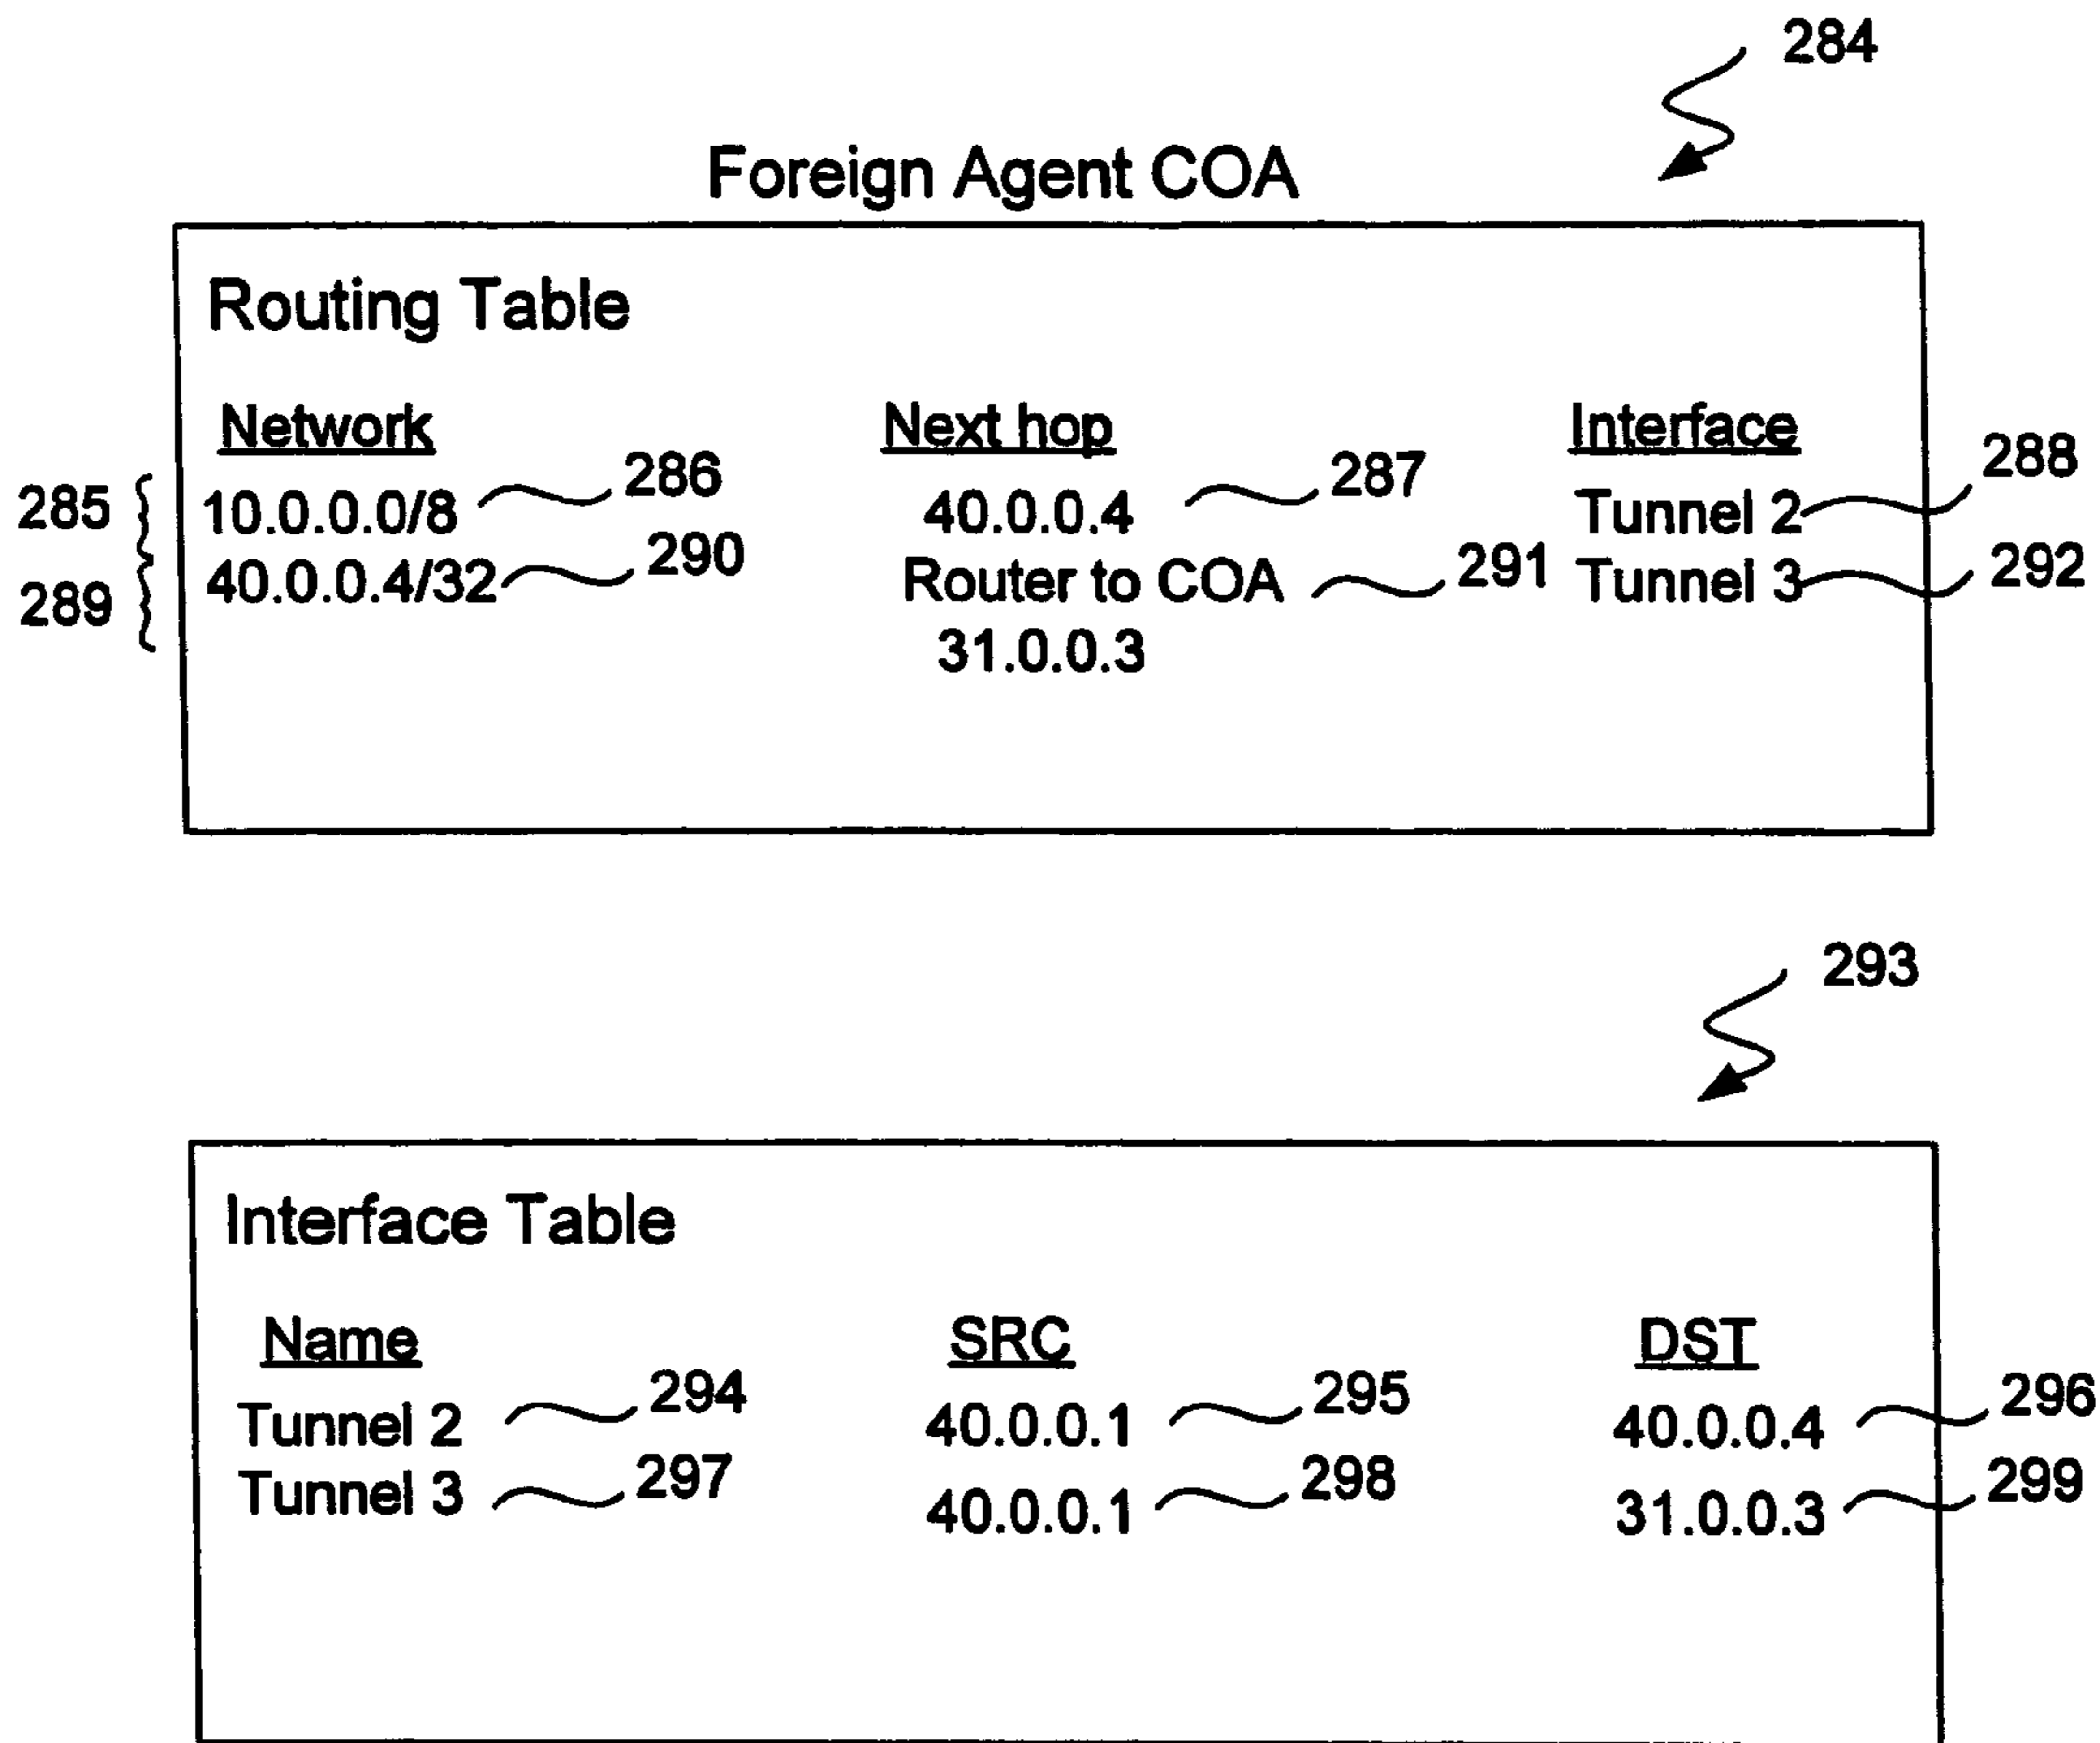 284
Foreign Agent COA
Routing Table
Network Next hop Interface
285 10.0.0.0/8 286 40.0.0.4 287 Tunnel 2 288
289 40.0.0.4/32 290 Router to COA 291 Tunnel 3 292
31.0.0.3
293
Interface Table
Name SRC DST
Tunnel 2 294 40.0.0.1 295 40.0.0.4 296
Tunnel 3 297 40.0.0.1 298 31.0.0.3 299